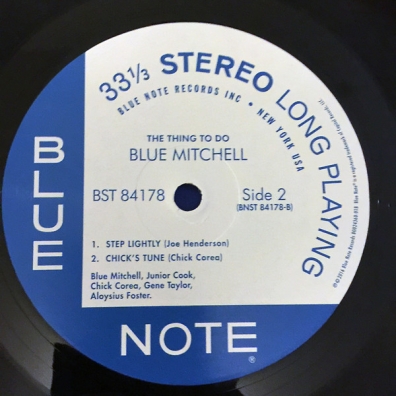 33⅓ STEREO LONG PLAYING
BLUE NOTE RECORDS INC • NEW YORK USA
THE THING TO DO
BLUE MITCHELL
BST 84178
Side 2
(BNST 84178-B)
1. STEP LIGHTLY (Joe Henderson)
2. CHICK'S TUNE (Chick Corea)
Blue Mitchell, Junior Cook,
Chick Corea, Gene Taylor,
Aloysius Foster.
BLUE
NOTE®